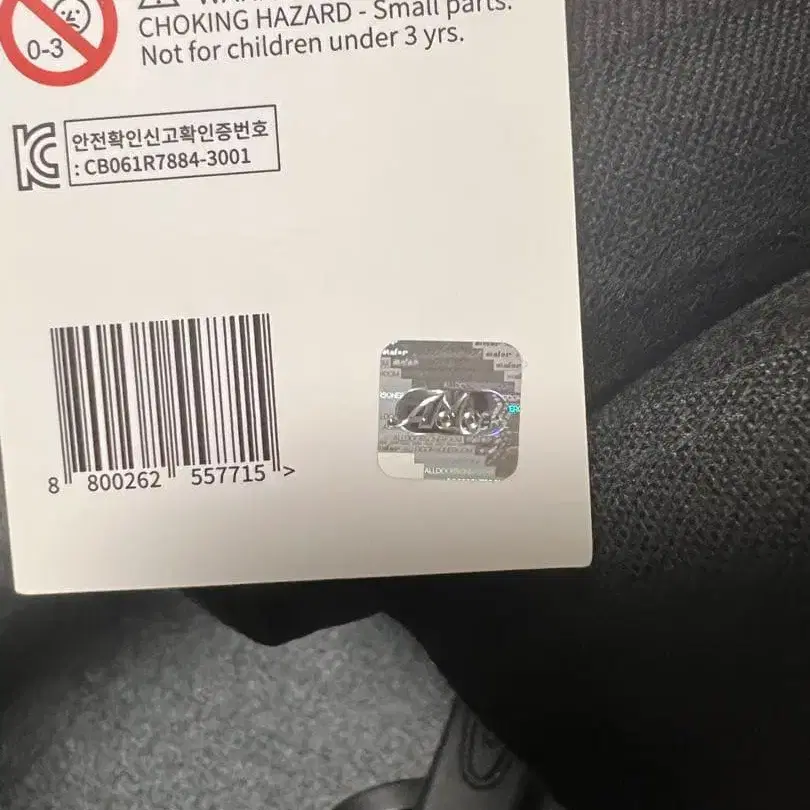 0-3
CHOKING HAZARD - Small parts.
Not for children under 3 yrs.
안전확인신고확인증번호
: CB061R7884-3001
8 800262 557715 >